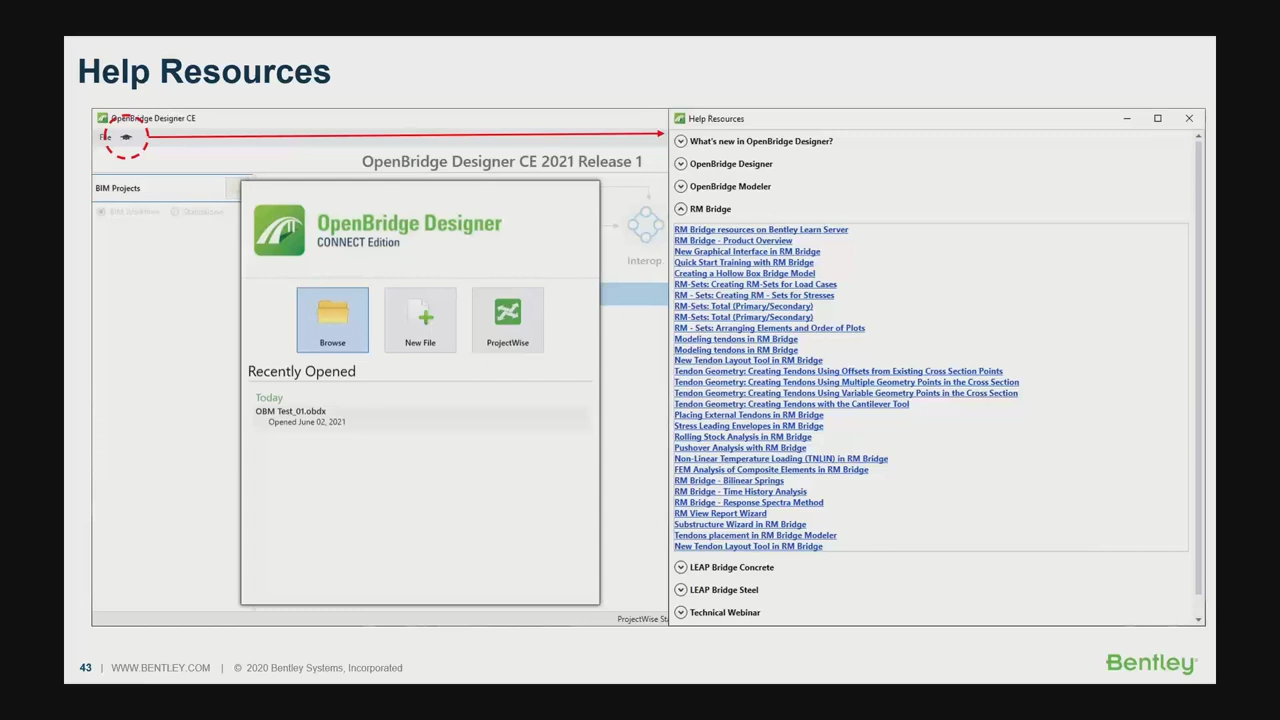 Help Resources
OpenBridge Designer CE
File
OpenBridge Designer CE 2021 Release 1
BIM Projects
BIM Workflow
Standalone
Interop.
OpenBridge Designer
CONNECT Edition
Browse
New File
ProjectWise
Recently Opened
Today
OBM Test_01.obdx
Opened June 02, 2021
ProjectWise
Help Resources
What's new in OpenBridge Designer?
OpenBridge Designer
OpenBridge Modeler
RM Bridge
RM Bridge resources on Bentley Learn Server
RM Bridge - Product Overview
New Graphical Interface in RM Bridge
Quick Start Training with RM Bridge
Creating a Hollow Box Bridge Model
RM-Sets: Creating RM-Sets for Load Cases
RM - Sets: Creating RM - Sets for Stresses
RM-Sets: Total (Primary/Secondary)
RM-Sets: Total (Primary/Secondary)
RM - Sets: Arranging Elements and Order of Plots
Modeling tendons in RM Bridge
Modeling tendons in RM Bridge
New Tendon Layout Tool in RM Bridge
Tendon Geometry: Creating Tendons Using Offsets from Existing Cross Section Points
Tendon Geometry: Creating Tendons Using Multiple Geometry Points in the Cross Section
Tendon Geometry: Creating Tendons Using Variable Geometry Points in the Cross Section
Tendon Geometry: Creating Tendons with the Cantilever Tool
Placing External Tendons in RM Bridge
Stress Leading Envelopes in RM Bridge
Rolling Stock Analysis in RM Bridge
Pushover Analysis with RM Bridge
Non-Linear Temperature Loading (TNLIN) in RM Bridge
FEM Analysis of Composite Elements in RM Bridge
RM Bridge - Bilinear Springs
RM Bridge - Time History Analysis
RM Bridge - Response Spectra Method
RM View Report Wizard
Substructure Wizard in RM Bridge
Tendons placement in RM Bridge Modeler
New Tendon Layout Tool in RM Bridge
LEAP Bridge Concrete
LEAP Bridge Steel
Technical Webinar
43 | WWW.BENTLEY.COM | © 2020 Bentley Systems, Incorporated
Bentley